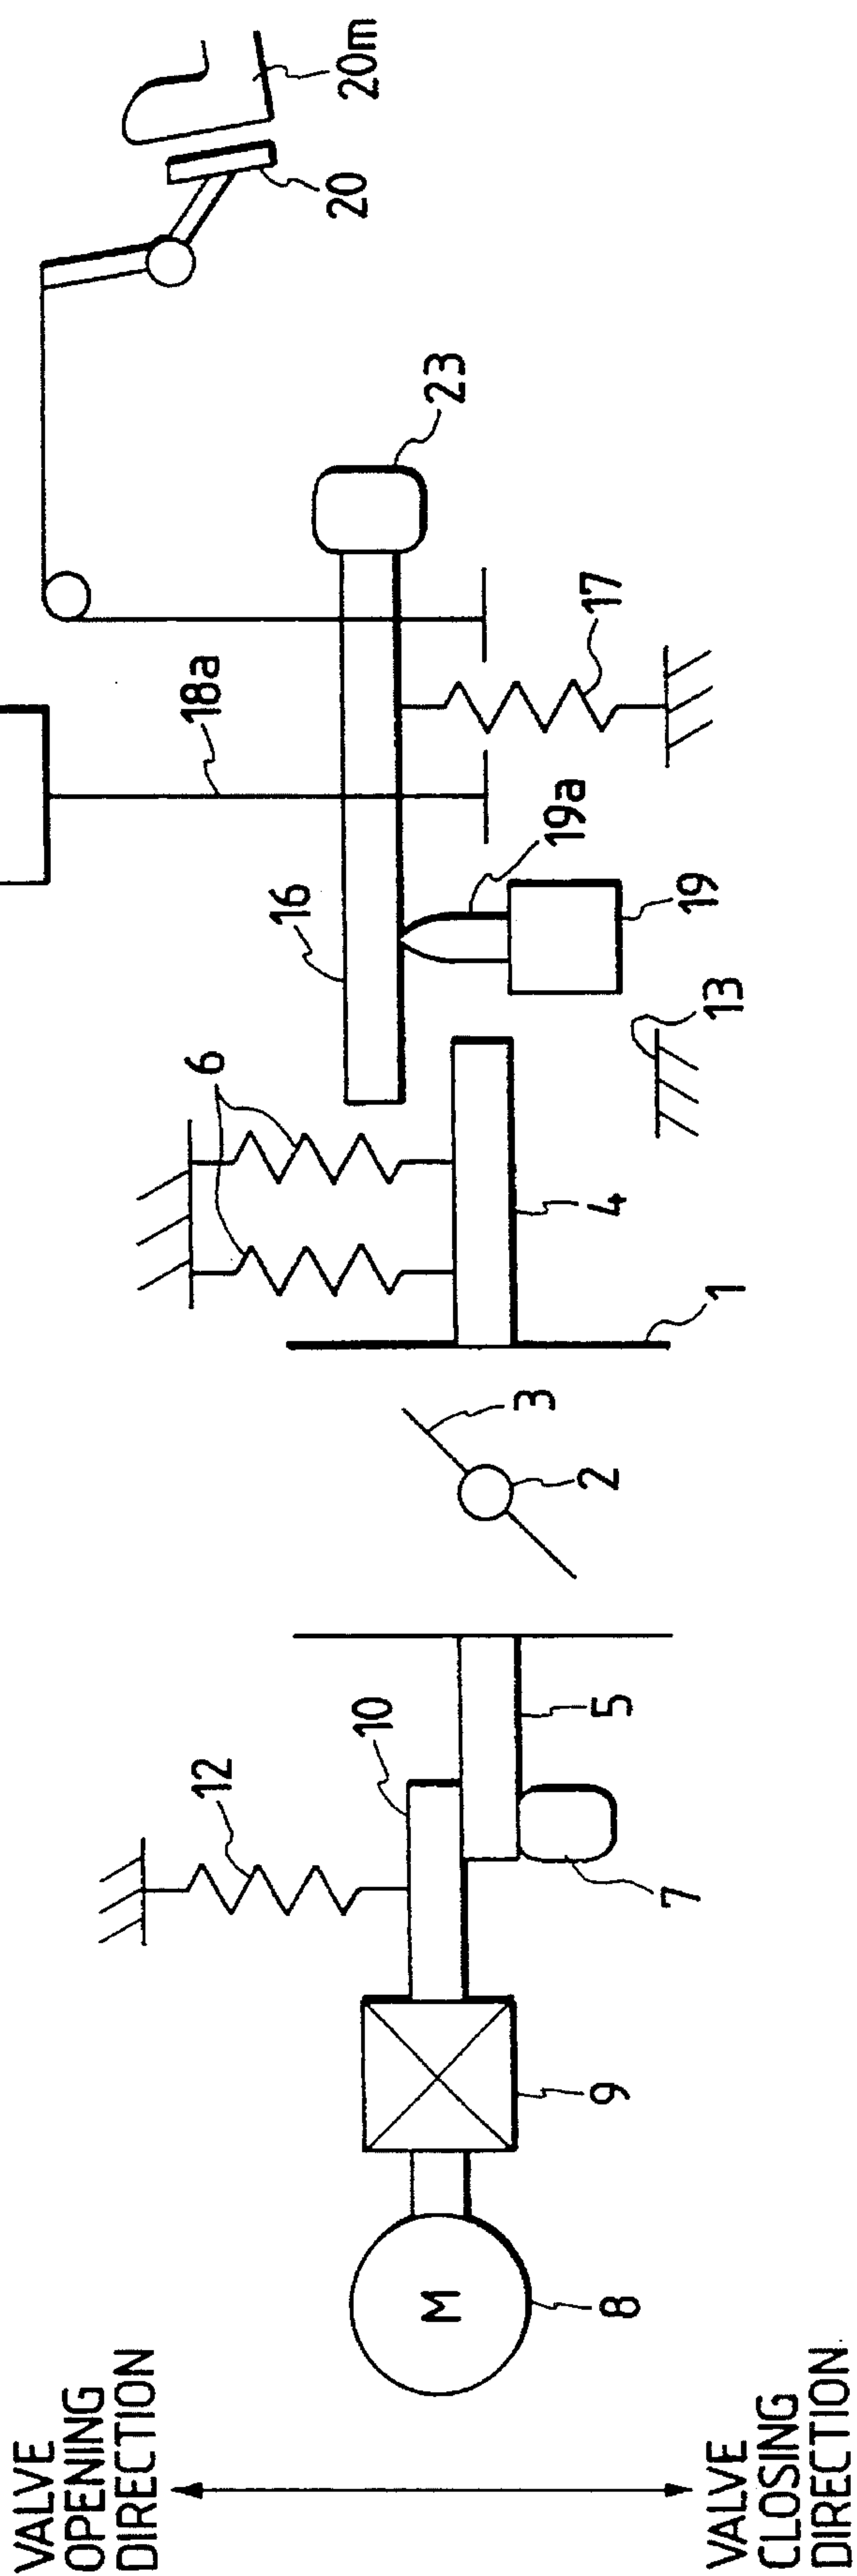 VALVE
OPENING
DIRECTION
VALVE
CLOSING
DIRECTION
M
8
9
12
10
7
5
2
3
1
6
4
13
16
19
19a
18a
17
23
20
20m